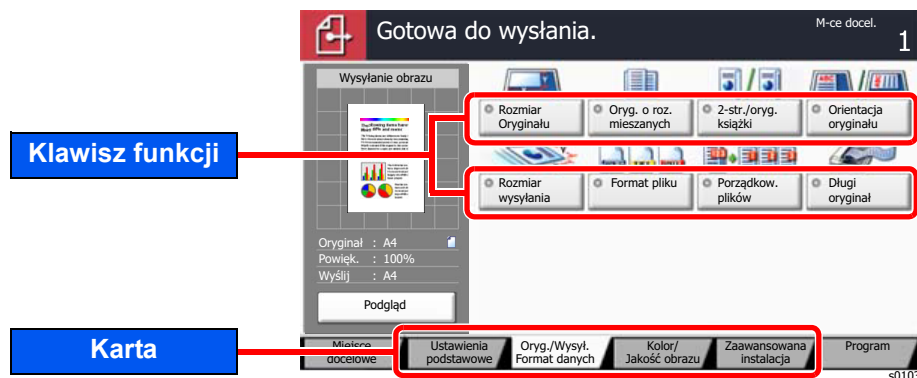 Gotowa do wysłania.
M-ce docel.
1
Wysyłanie obrazu
Klawisz funkcji
Rozmiar
Oryginału
Oryg. o roz.
mieszanych
2-str./oryg.
książki
Orientacja
oryginału
Rozmiar
wysyłania
Format pliku
Porządkow.
plików
Długi
oryginał
Oryginał : A4
Powięk. : 100%
Wyślij : A4
Podgląd
Karta
Miejsce
docelowe
Ustawienia
podstawowe
Oryg./Wysył.
Format danych
Kolor/
Jakość obrazu
Zaawansowana
instalacja
Program